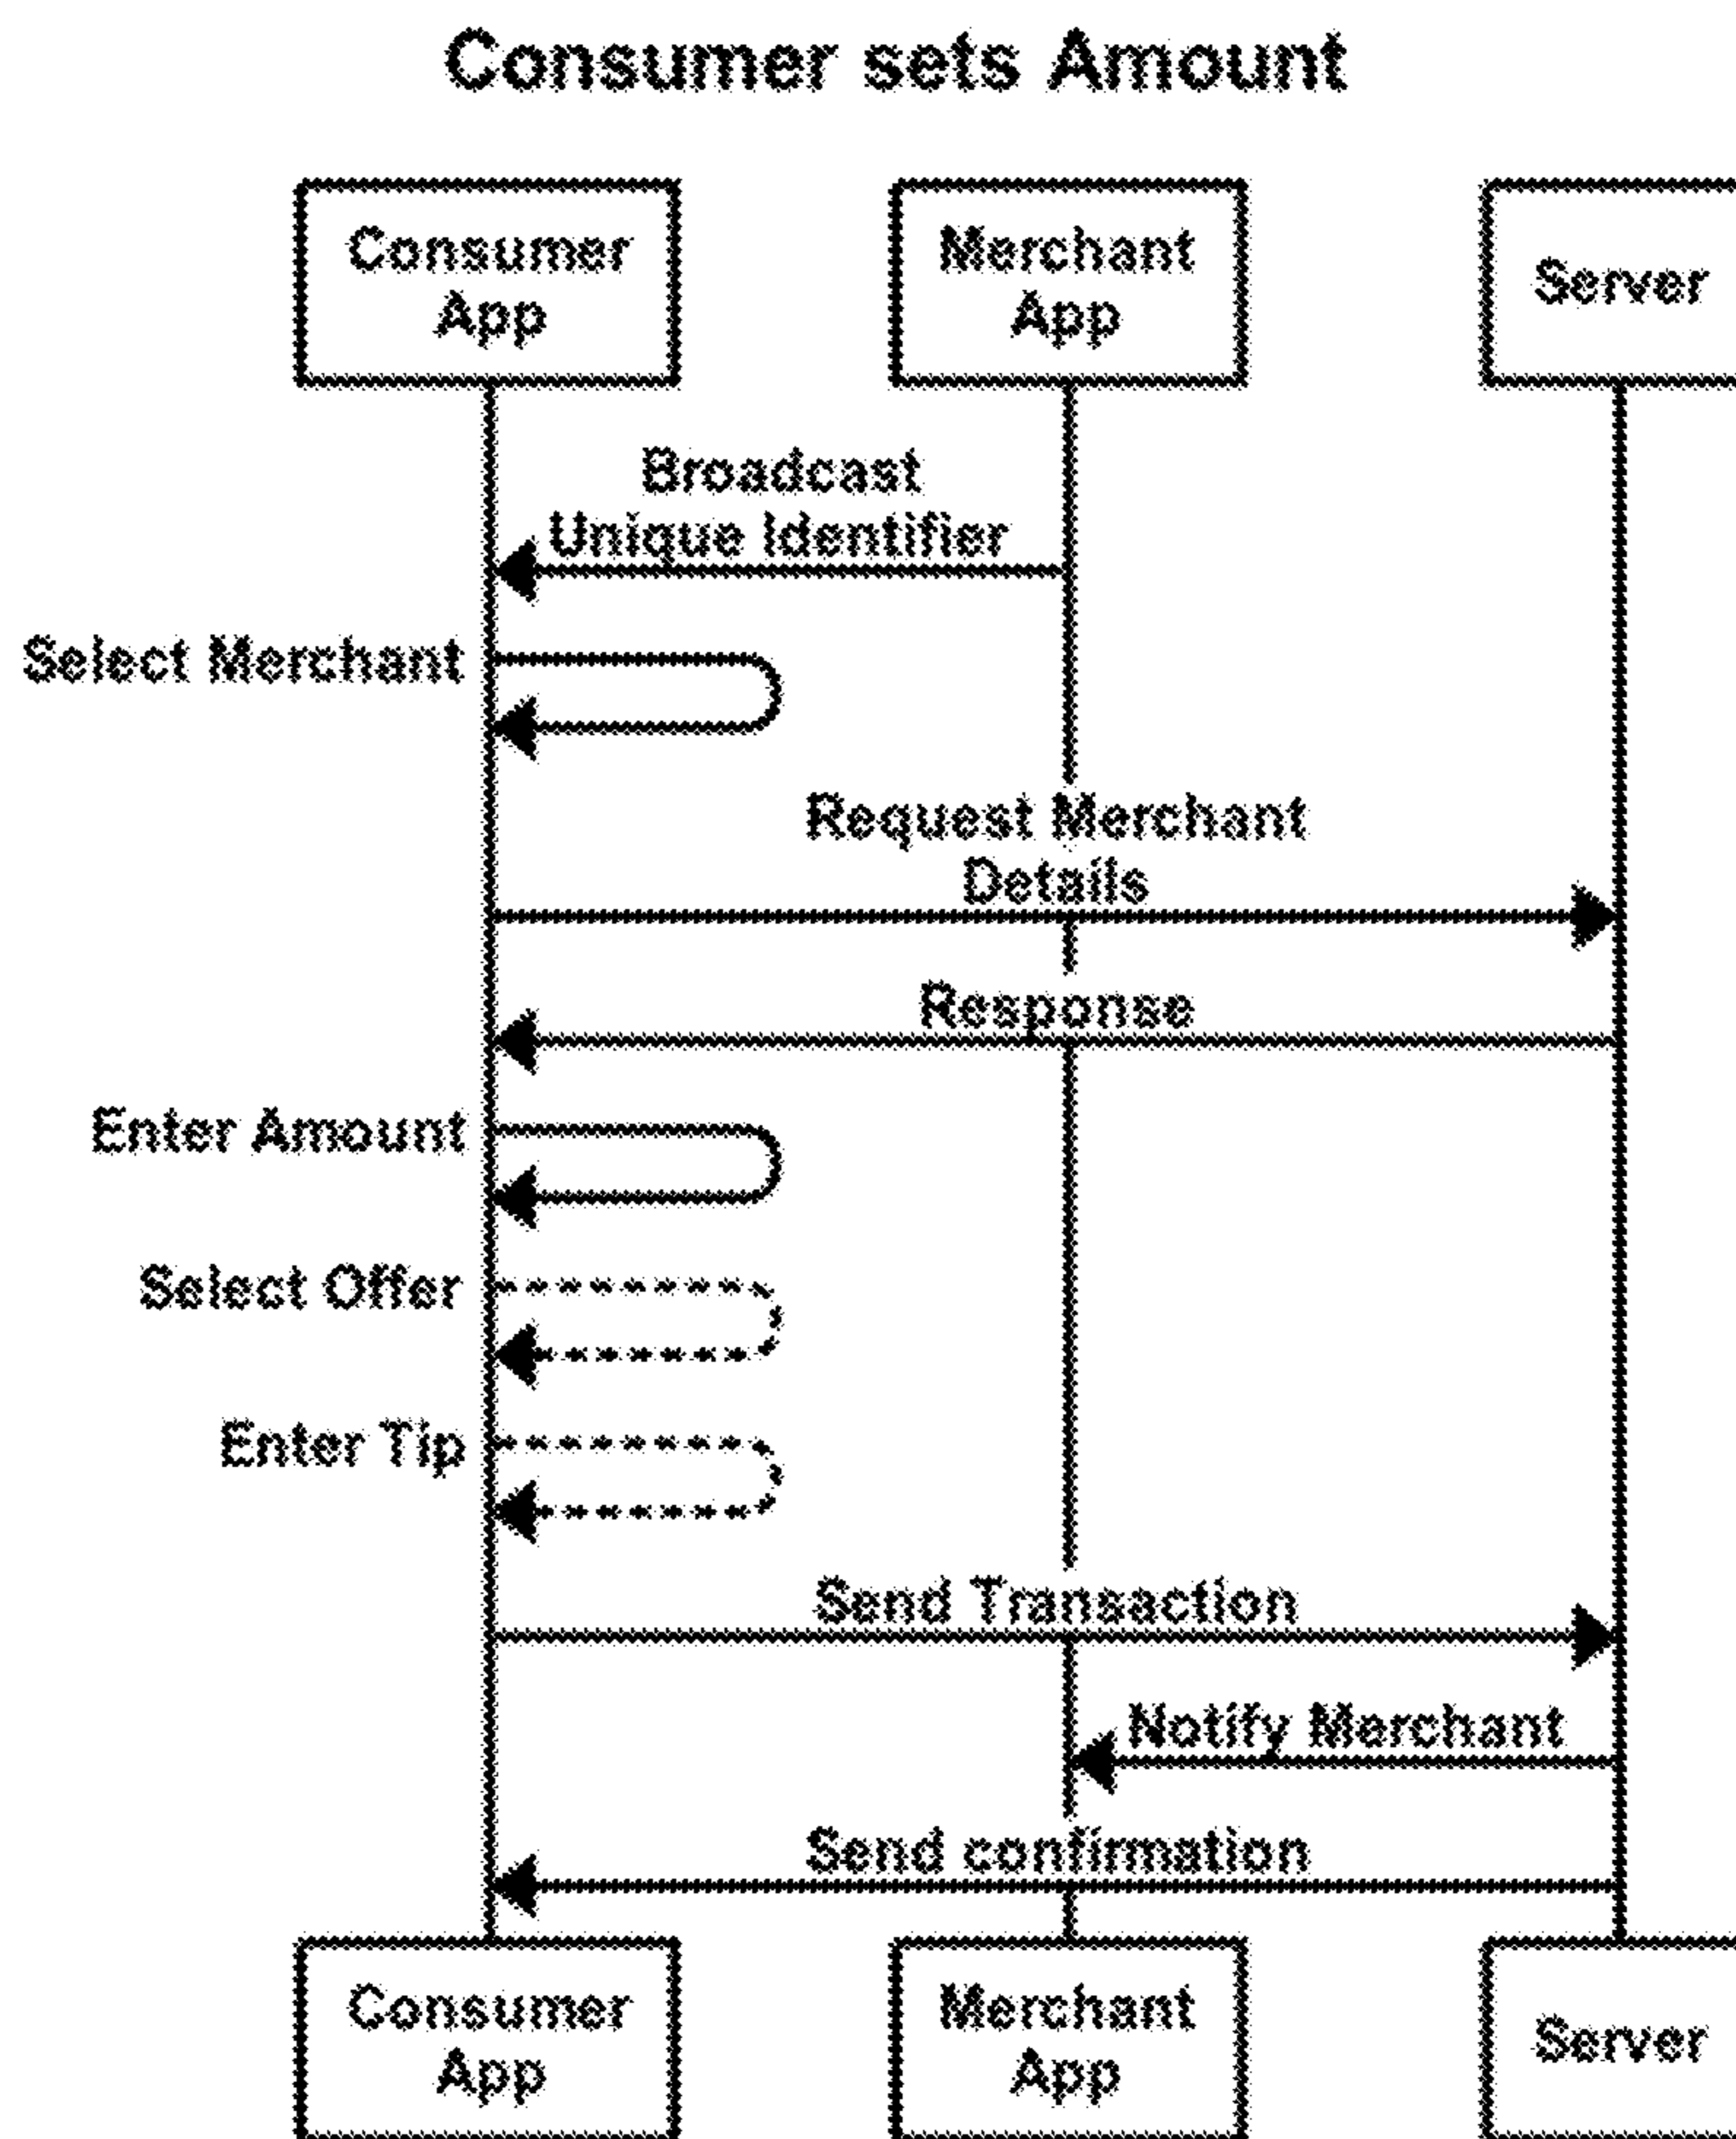 Consumer sets Amount
Consumer
App
Merchant
App
Server
Broadcast
Unique Identifier
Select Merchant
Request Merchant
Details
Response
Enter Amount
Select Offer
Enter Tip
Send Transaction
Notify Merchant
Send confirmation
Consumer
App
Merchant
App
Server